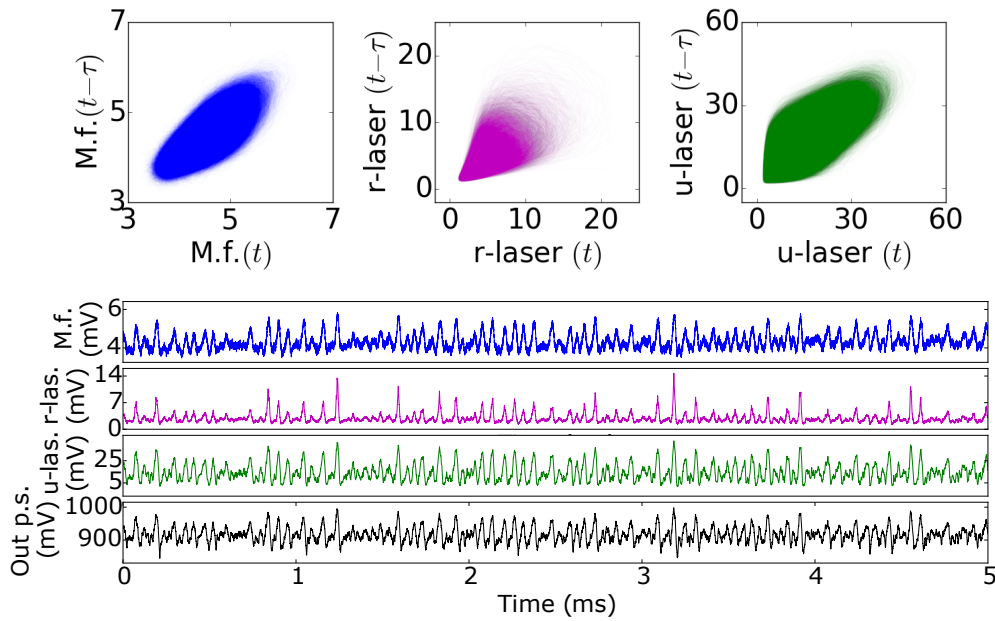 7
5
3
3
5
7
M.f.(t−τ)
M.f.(t)
20
10
0
0
10
20
r-laser (t−τ)
r-laser (t)
60
30
0
0
30
60
u-laser (t−τ)
u-laser (t)
6
4
M.f.
(mV)
14
7
0
r-las.
(mV)
25
5
u-las.
(mV)
1000
900
Out p.s.
(mV)
0
1
2
3
4
5
Time (ms)